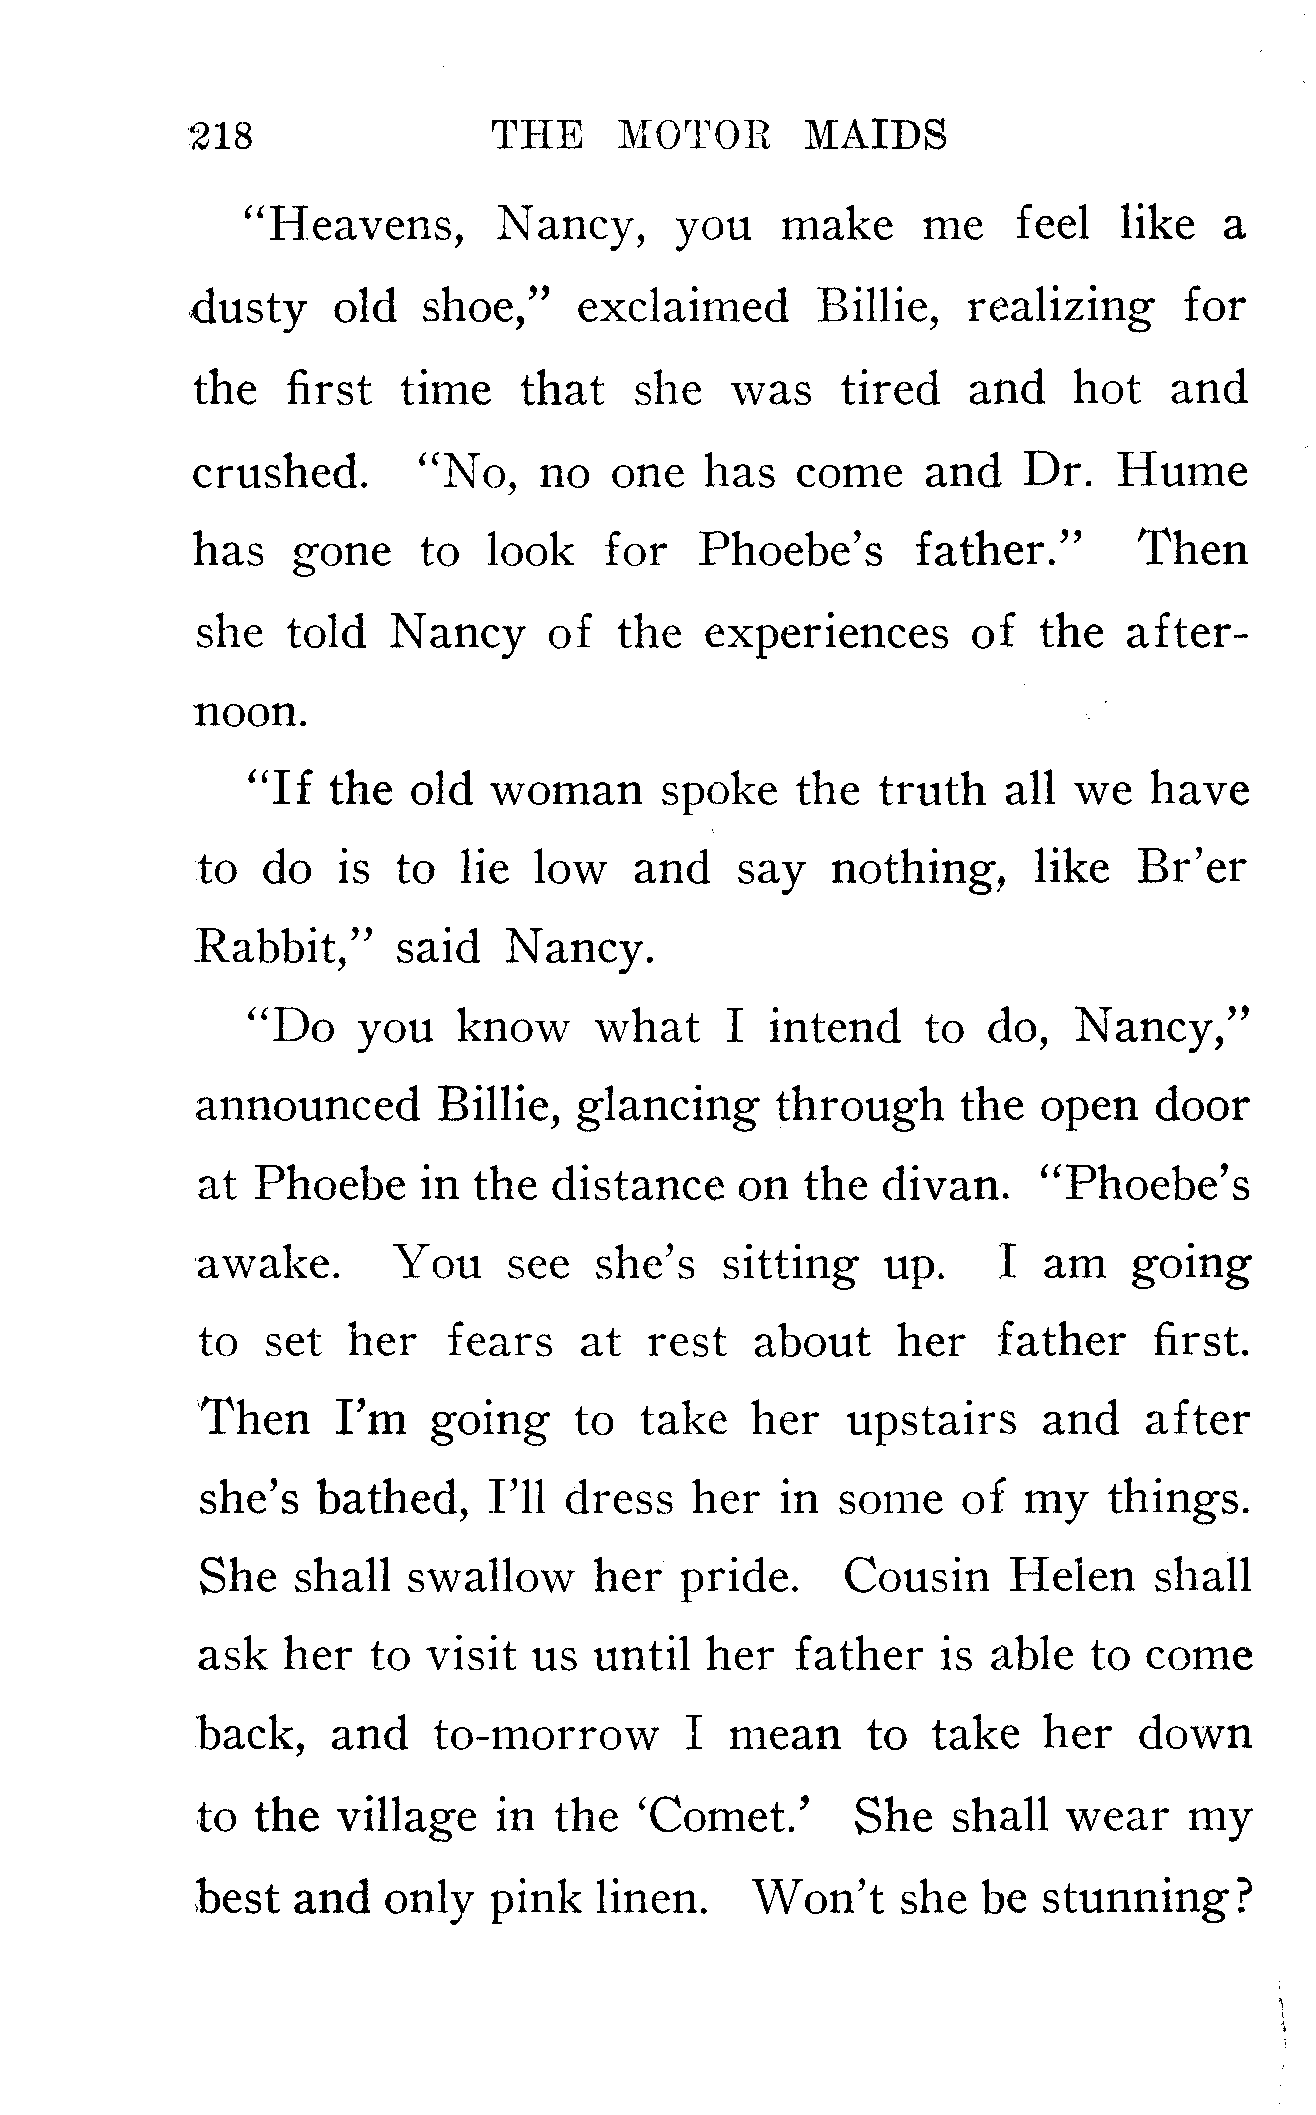 218 THE MOTOR MAIDS
“Heavens, Nancy, you make me feel like a
dusty old shoe,” exclaimed Billie, realizing for
the first time that she was tired and hot and
crushed. “No, no one has come and Dr. Hume
has gone to look for Phoebe’s father.” Then
she told Nancy of the experiences of the after-
noon.
“If the old woman spoke the truth all we have
to do is to lie low and say nothing, like Br’er
Rabbit,” said Nancy.
“Do you know what I intend to do, Nancy,”
announced Billie, glancing through the open door
at Phoebe in the distance on the divan. “Phoebe’s
awake. You see she’s sitting up. I am going
to set her fears at rest about her father first.
Then I’m going to take her upstairs and after
she’s bathed, I’ll dress her in some of my things.
She shall swallow her pride. Cousin Helen shall
ask her to visit us until her father is able to come
back, and to-morrow I mean to take her down
to the village in the ‘Comet.’ She shall wear my
best and only pink linen. Won’t she be stunning?